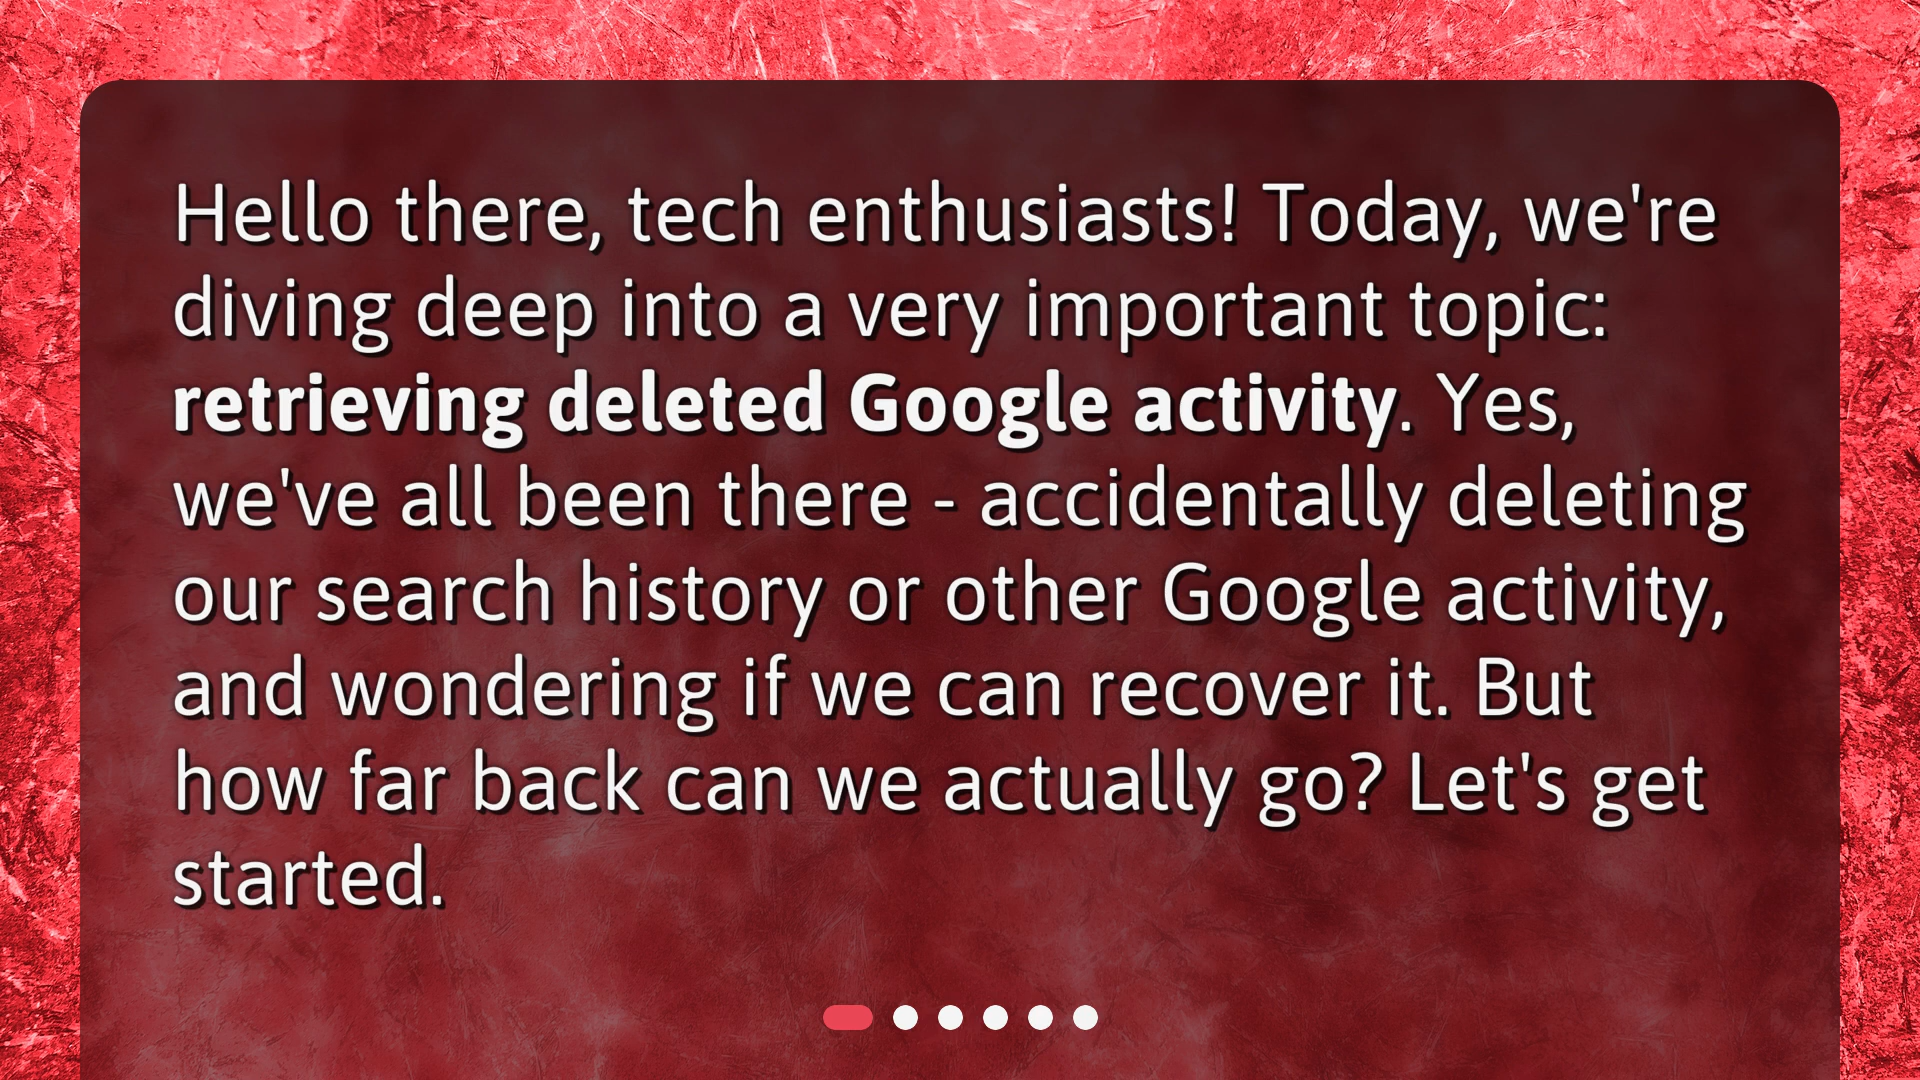 Hello there, tech enthusiasts! Today, we're
diving deep into a very important topic:
retrieving deleted Google activity. Yes,
we've all been there - accidentally deleting
our search history or other Google activity,
and wondering if we can recover it. But
how far back can we actually go? Let's get
started.